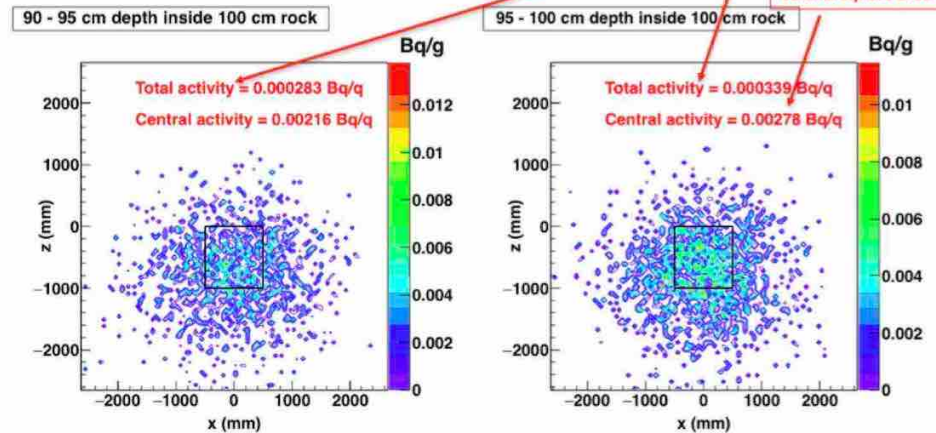 90 - 95 cm depth inside 100 cm rock
95 - 100 cm depth inside 100 cm rock
Bq/g
Bq/g
Total activity = 0.000283 Bq/q
Central activity = 0.00216 Bq/q
Total activity = 0.000339 Bq/q
Central activity = 0.00278 Bq/q
2000
1000
0
−1000
−2000
z (mm)
−2000 −1000 0 1000 2000
x (mm)
0.012
0.01
0.008
0.006
0.004
0.002
0
2000
1000
0
−1000
−2000
z (mm)
−2000 −1000 0 1000 2000
x (mm)
0.01
0.008
0.006
0.004
0.002
0